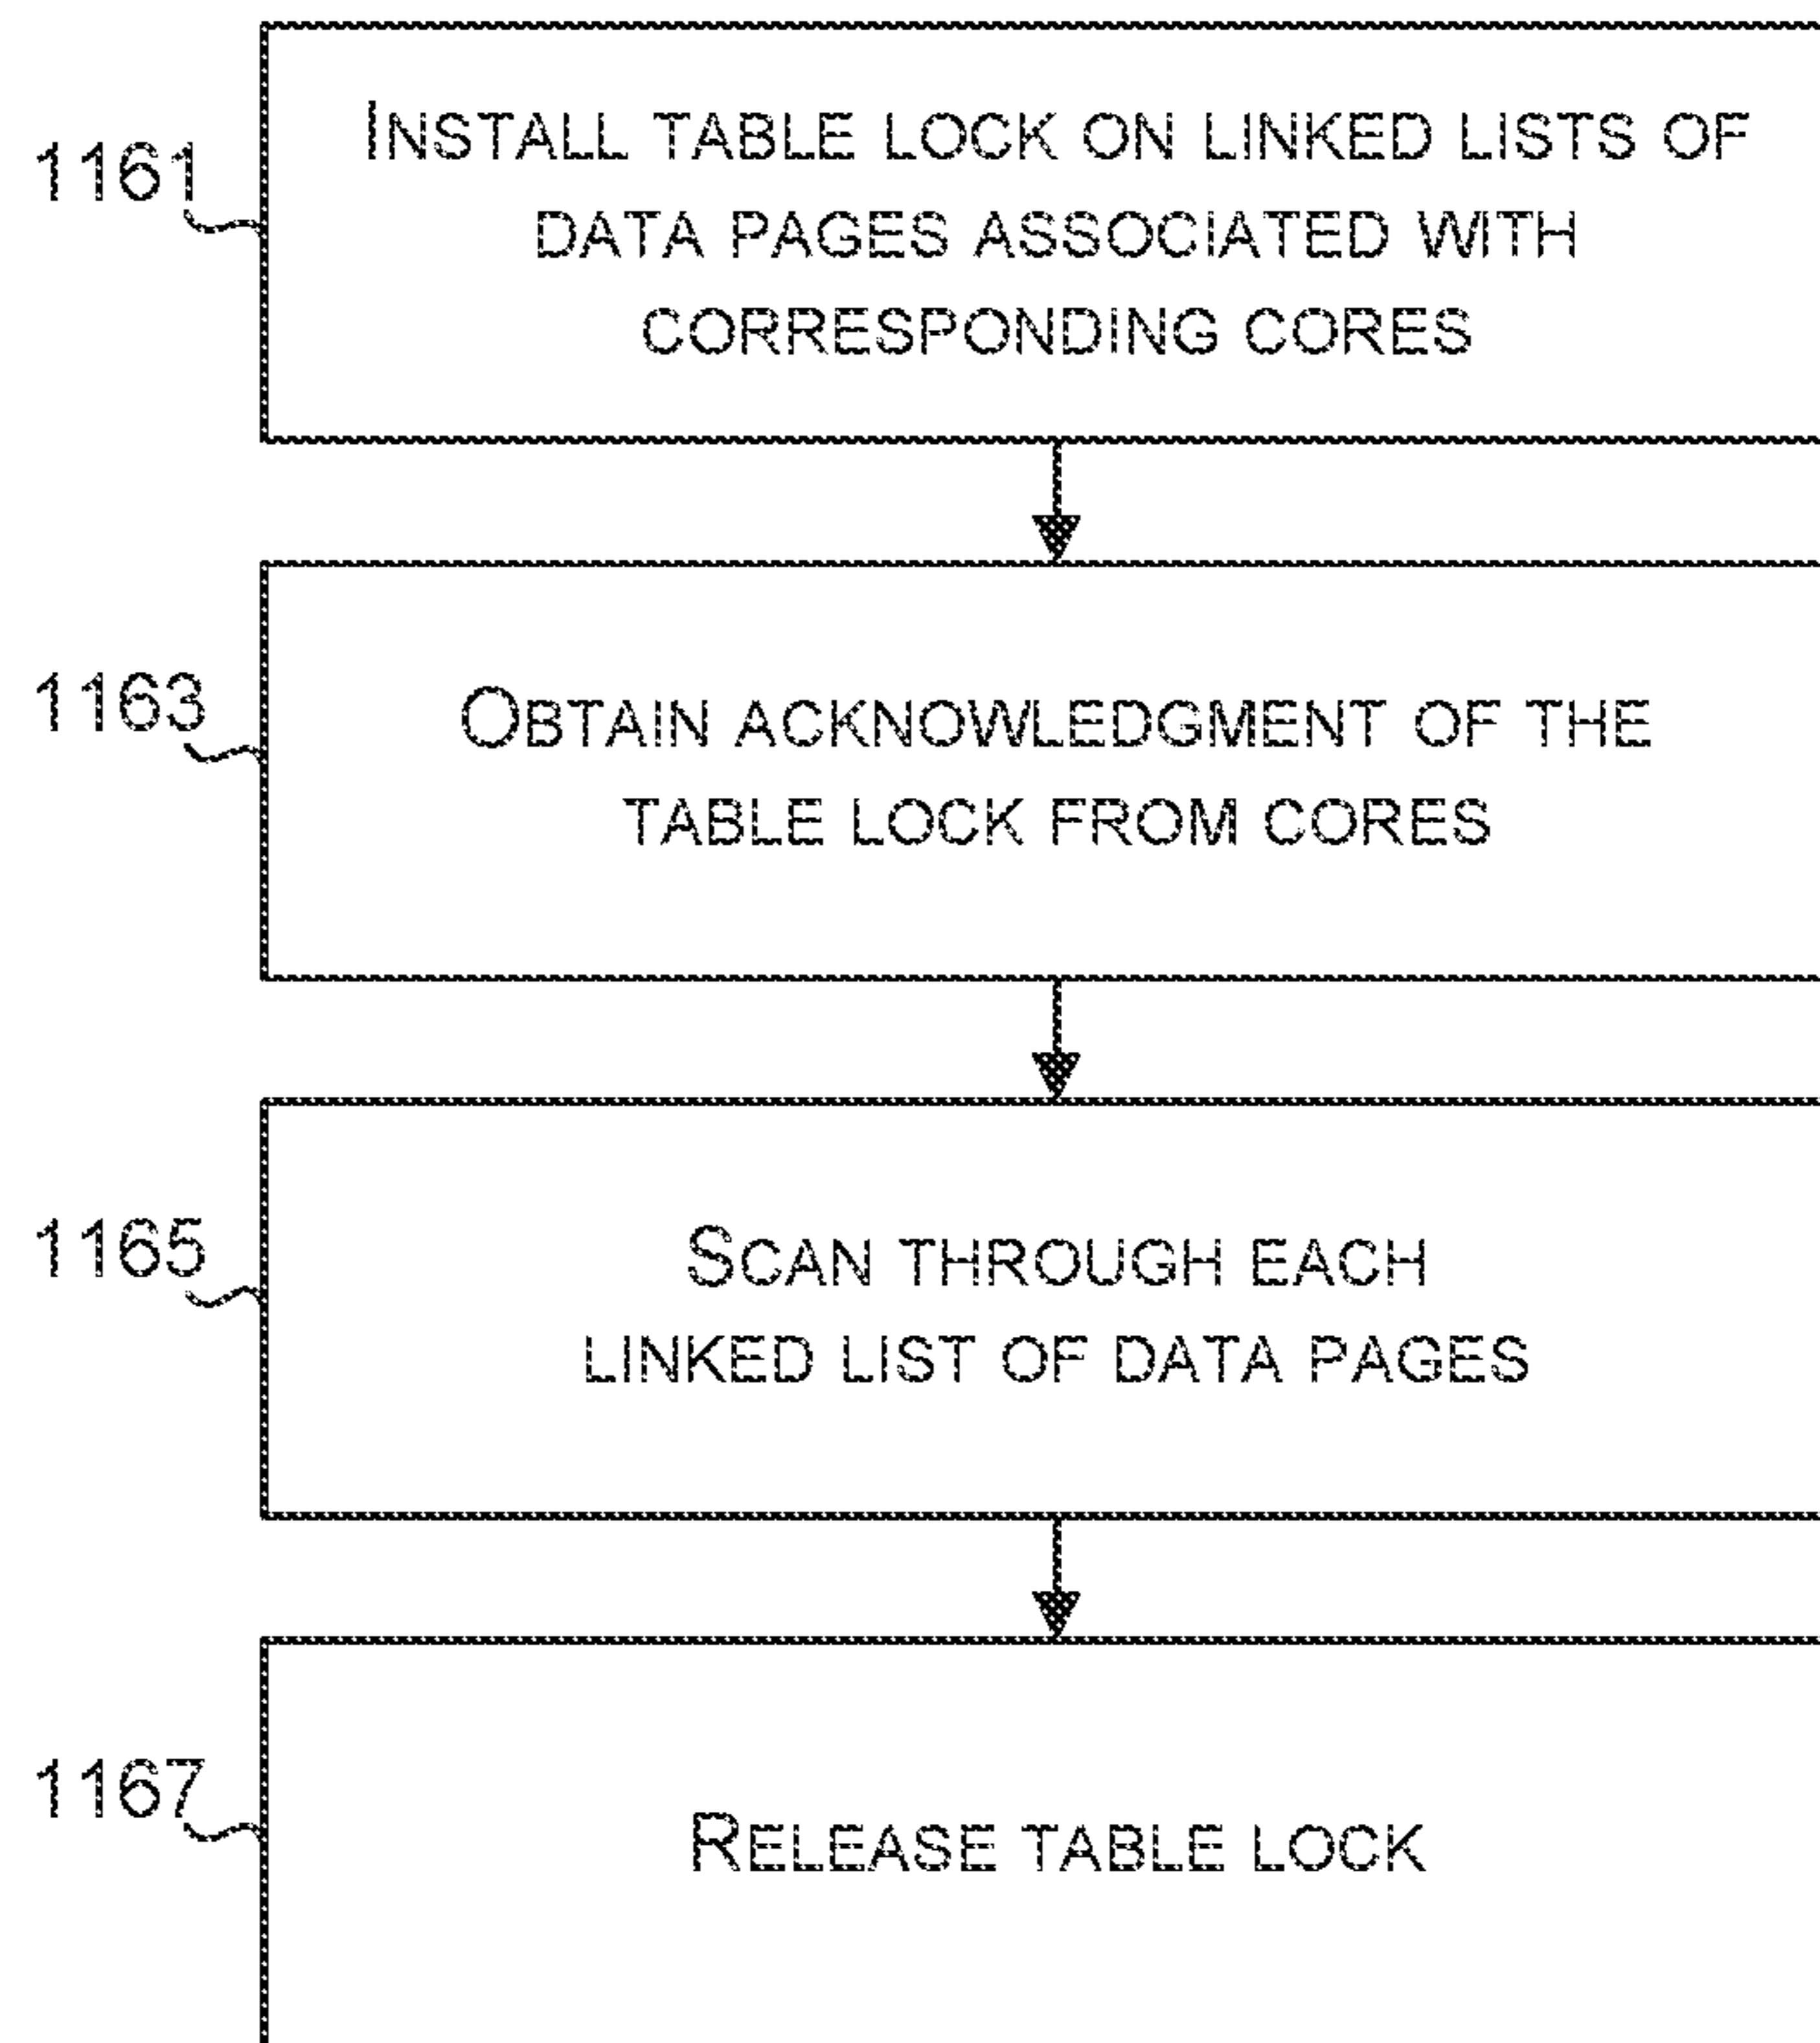 1161
INSTALL TABLE LOCK ON LINKED LISTS OF
DATA PAGES ASSOCIATED WITH
CORRESPONDING CORES
1163
OBTAIN ACKNOWLEDGMENT OF THE
TABLE LOCK FROM CORES
1165
SCAN THROUGH EACH
LINKED LIST OF DATA PAGES
1167
RELEASE TABLE LOCK